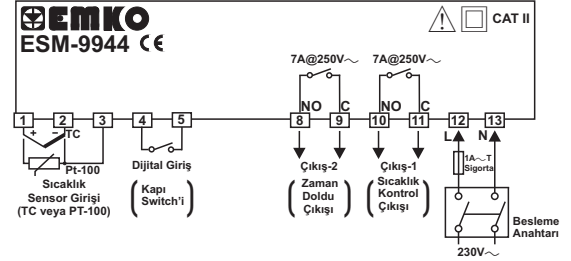 EMKO
ESM-9944 CE
CAT II
7A@250V～
7A@250V～
NO C
NO C
1 2 3 4 5 8 9 10 11 12 13
+ − TC
L N
Pt-100
Sıcaklık
Sensor Girişi
(TC veya PT-100)
Dijital Giriş
(Kapı
Switch'i)
Çıkış-2
(Zaman
Doldu
Çıkışı)
Çıkış-1
(Sıcaklık
Kontrol
Çıkışı)
1A～T
Sigorta
Besleme
Anahtarı
230V～